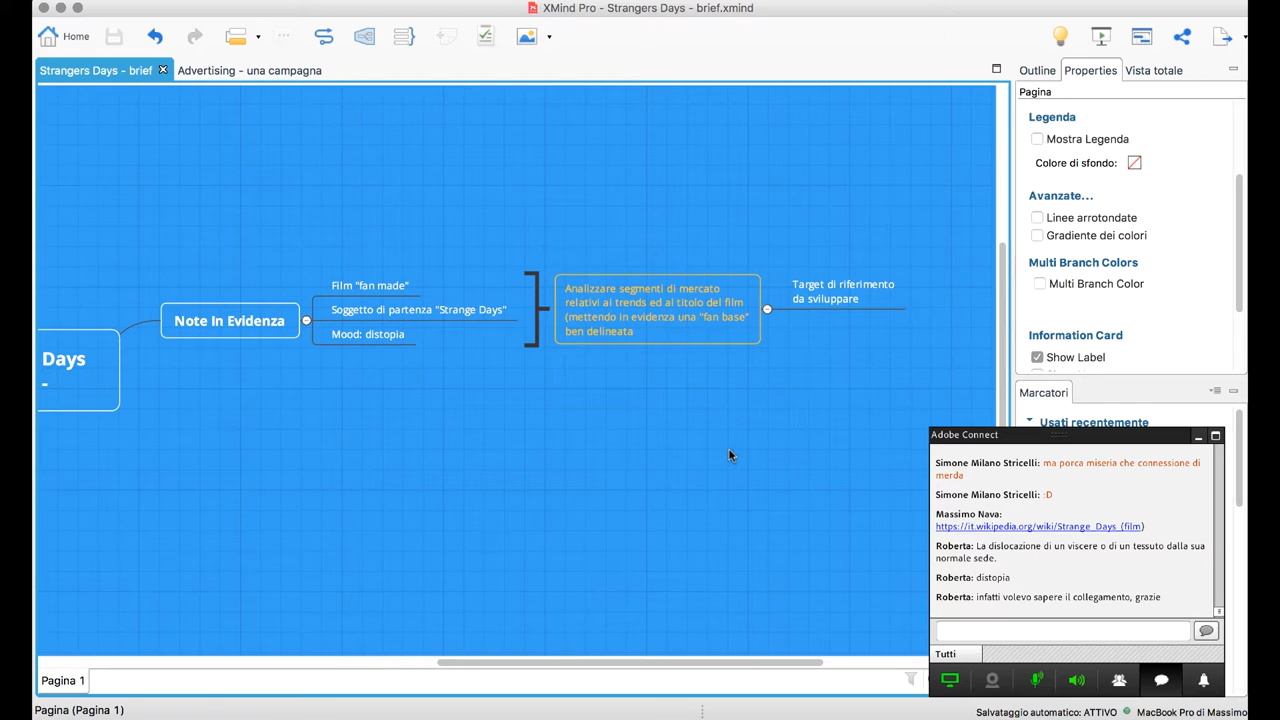 XMind Pro - Strangers Days - brief.xmind
Home
Strangers Days - brief
Advertising - una campagna
Outline
Properties
Vista totale
Pagina
Legenda
Mostra Legenda
Colore di sfondo:
Avanzate...
Linee arrotondate
Gradiente dei colori
Multi Branch Colors
Multi Branch Color
Information Card
Show Label
Marcatori
Usati recentemente
Days
-
Note In Evidenza
Film "fan made"
Soggetto di partenza "Strange Days"
Mood: distopia
Analizzare segmenti di mercato
relativi ai trends ed al titolo del film
(mettendo in evidenza una "fan base"
ben delineata
Target di riferimento
da sviluppare
Adobe Connect
Simone Milano Stricelli: ma porca miseria che connessione di
merda
Simone Milano Stricelli: :D
Massimo Nava:
https://it.wikipedia.org/wiki/Strange_Days_(film)
Roberta: La dislocazione di un viscere o di un tessuto dalla sua
normale sede.
Roberta: distopia
Roberta: infatti volevo sapere il collegamento, grazie
Tutti
Pagina 1
Pagina (Pagina 1)
Salvataggio automatico: ATTIVO
MacBook Pro di Massimo